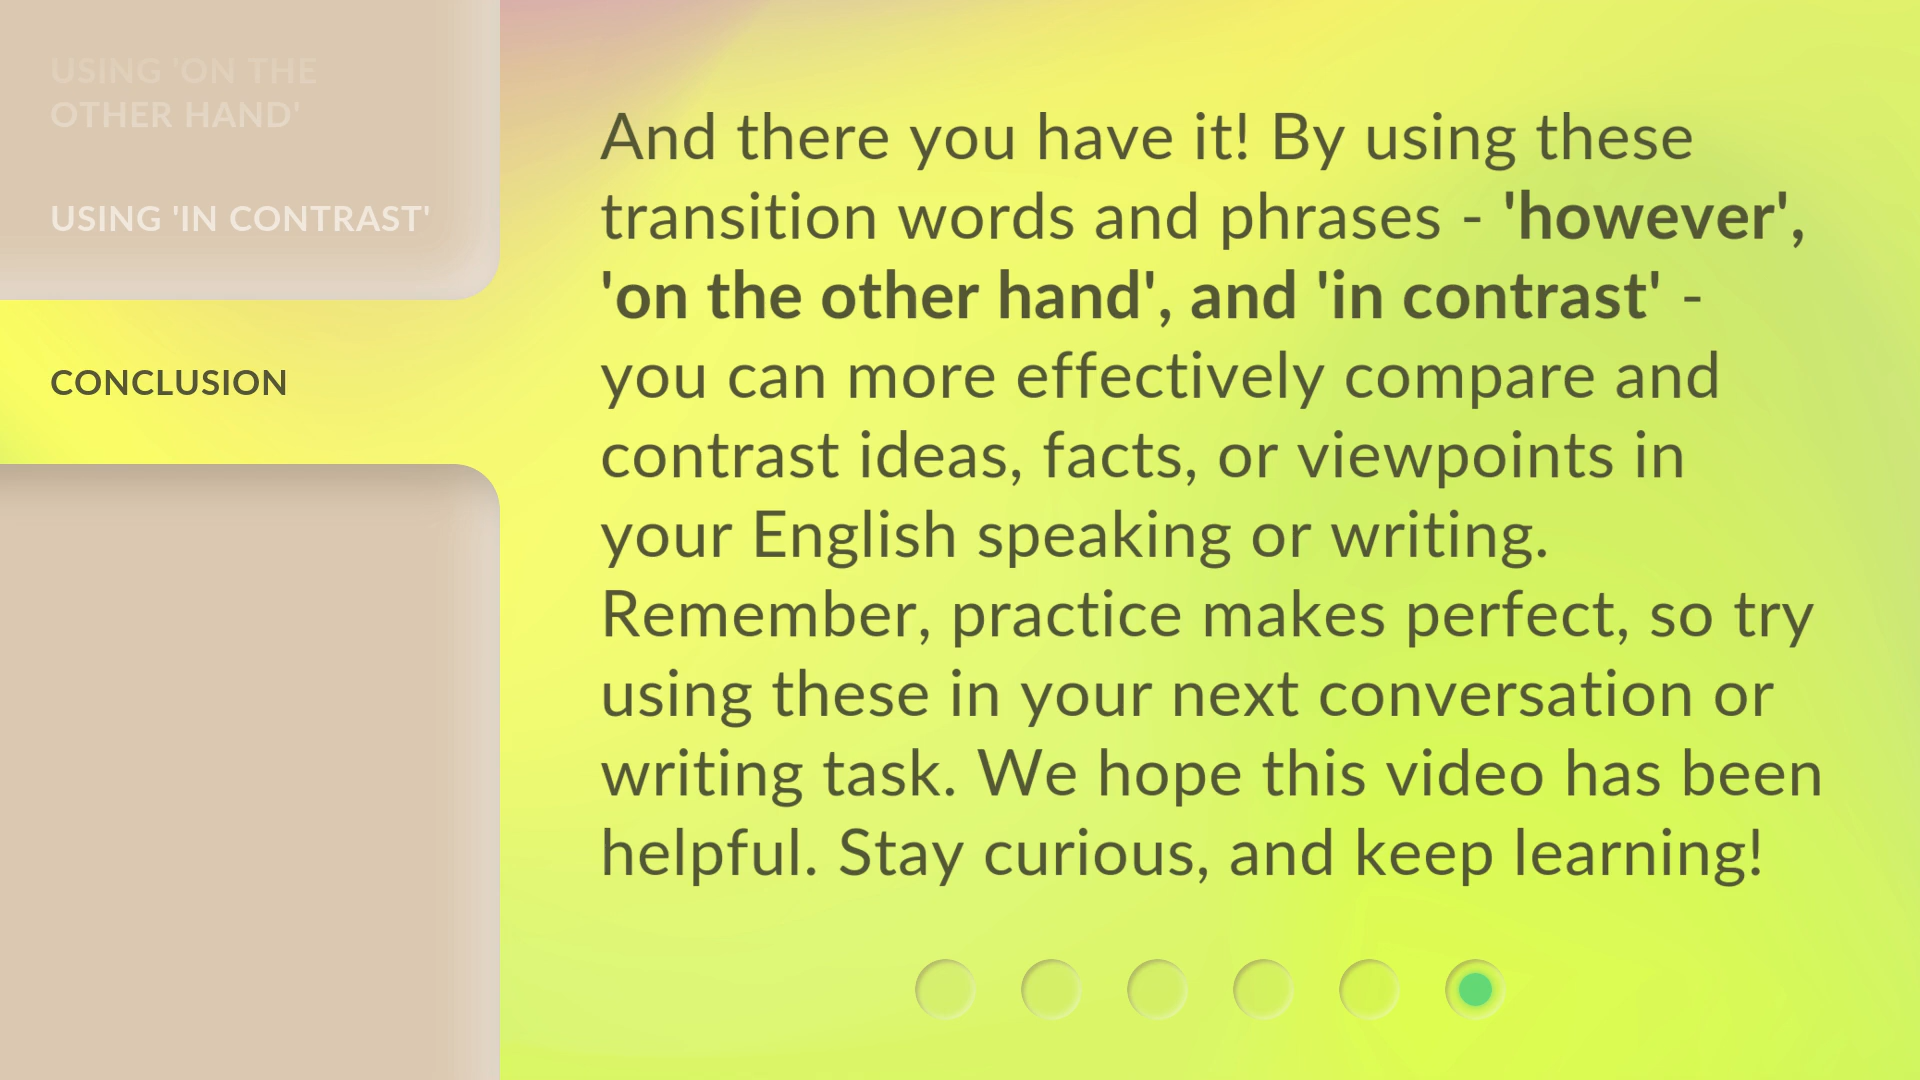 USING 'ON THE
OTHER HAND'
USING 'IN CONTRAST'
CONCLUSION
And there you have it! By using these
transition words and phrases - 'however',
'on the other hand', and 'in contrast' -
you can more effectively compare and
contrast ideas, facts, or viewpoints in
your English speaking or writing.
Remember, practice makes perfect, so try
using these in your next conversation or
writing task. We hope this video has been
helpful. Stay curious, and keep learning!